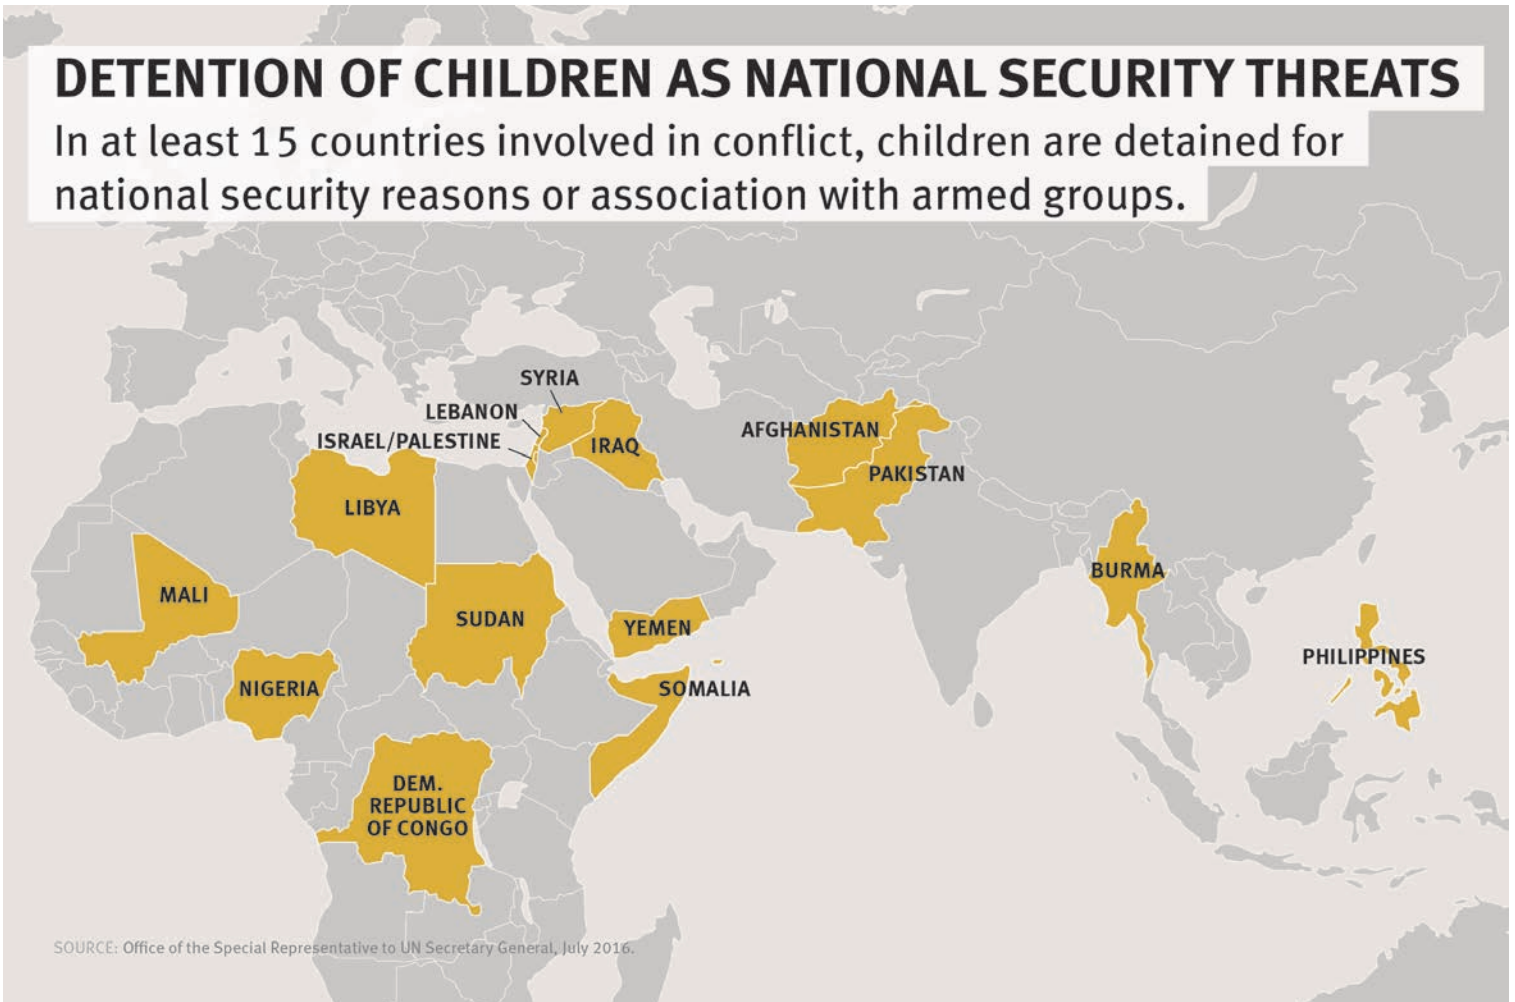 DETENTION OF CHILDREN AS NATIONAL SECURITY THREATS
In at least 15 countries involved in conflict, children are detained for
national security reasons or association with armed groups.
SYRIA
LEBANON
ISRAEL/PALESTINE
IRAQ
AFGHANISTAN
PAKISTAN
LIBYA
BURMA
MALI
SUDAN
YEMEN
PHILIPPINES
NIGERIA
SOMALIA
DEM.
REPUBLIC
OF CONGO
SOURCE: Office of the Special Representative to UN Secretary General, July 2016.